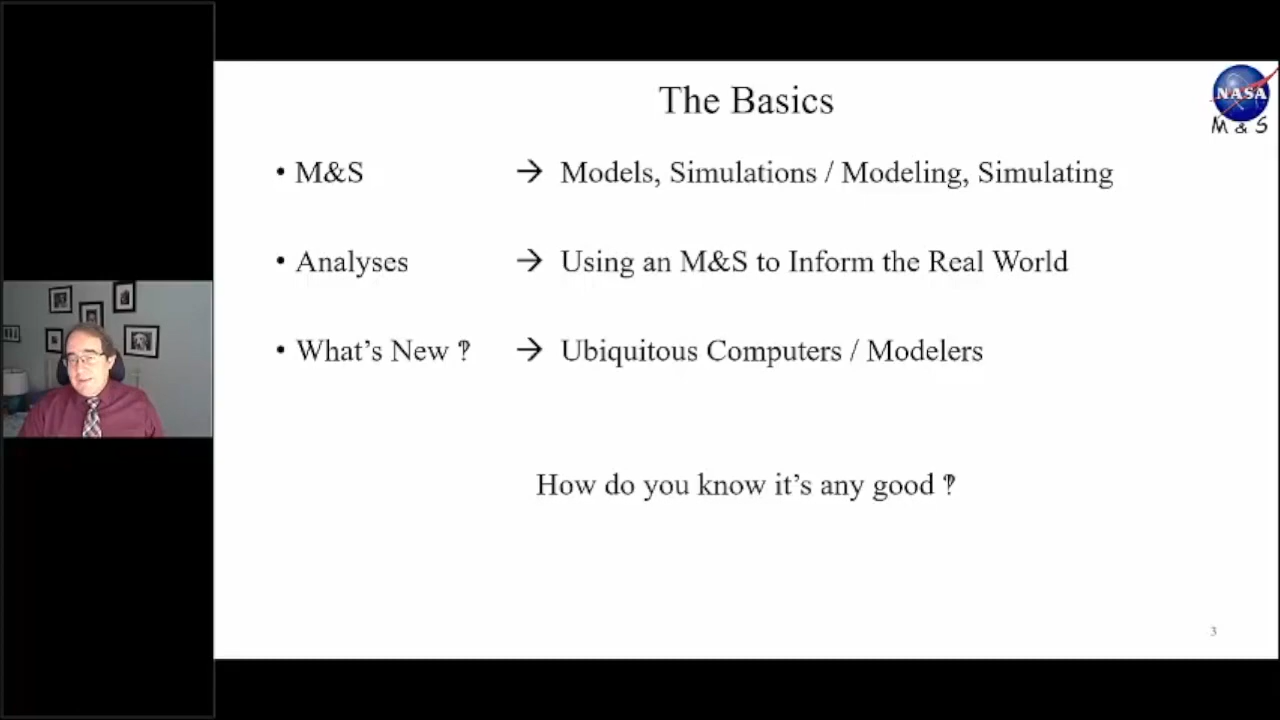 The Basics
NASA
M & S
• M&S → Models, Simulations / Modeling, Simulating
• Analyses → Using an M&S to Inform the Real World
• What’s New ‽ → Ubiquitous Computers / Modelers
How do you know it’s any good ‽
3